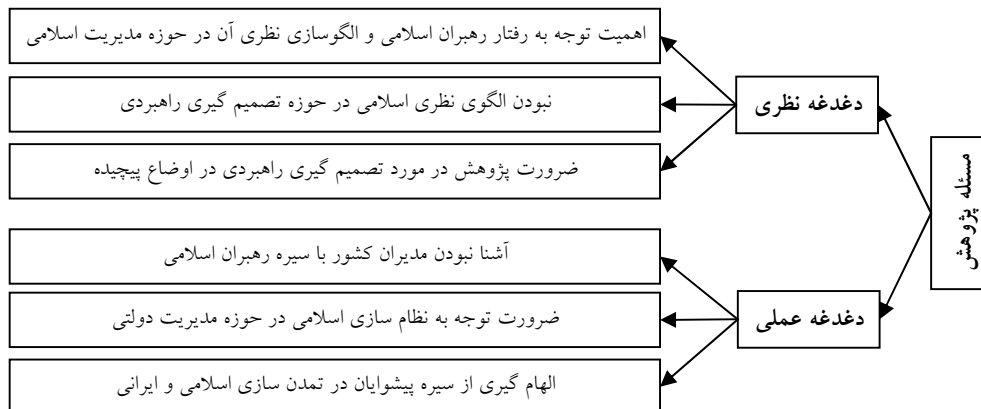 مسئله پژوهش
دغدغه نظری
اهمیت توجه به رفتار رهبران اسلامی و الگوسازی نظری آن در حوزه مدیریت اسلامی
نبودن الگوی نظری اسلامی در حوزه تصمیم گیری راهبردی
ضرورت پژوهش در مورد تصمیم گیری راهبردی در اوضاع پیچیده
دغدغه عملی
آشنا نبودن مدیران کشور با سیره رهبران اسلامی
ضرورت توجه به نظام سازی اسلامی در حوزه مدیریت دولتی
الهام گیری از سیره پیشوایان در تمدن سازی اسلامی و ایرانی